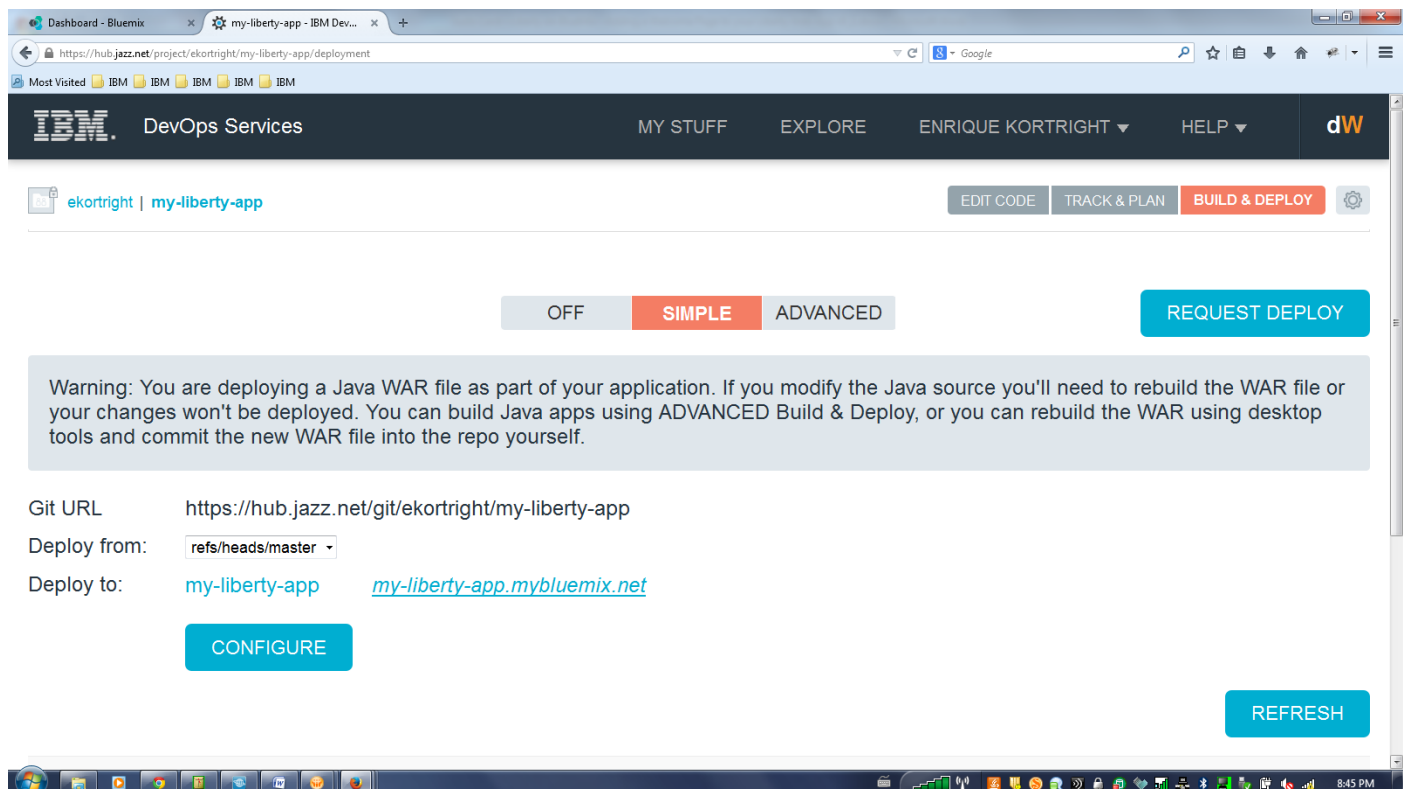 Dashboard - Bluemix
my-liberty-app - IBM Dev...
https://hub.jazz.net/project/ekortright/my-liberty-app/deployment
Google
Most Visited IBM IBM IBM IBM IBM
IBM. DevOps Services MY STUFF EXPLORE ENRIQUE KORTRIGHT HELP dW
ekortright | my-liberty-app EDIT CODE TRACK & PLAN BUILD & DEPLOY
OFF SIMPLE ADVANCED REQUEST DEPLOY
Warning: You are deploying a Java WAR file as part of your application. If you modify the Java source you'll need to rebuild the WAR file or
your changes won't be deployed. You can build Java apps using ADVANCED Build & Deploy, or you can rebuild the WAR using desktop
tools and commit the new WAR file into the repo yourself.
Git URL https://hub.jazz.net/git/ekortright/my-liberty-app
Deploy from: refs/heads/master
Deploy to: my-liberty-app my-liberty-app.mybluemix.net
CONFIGURE
REFRESH
8:45 PM